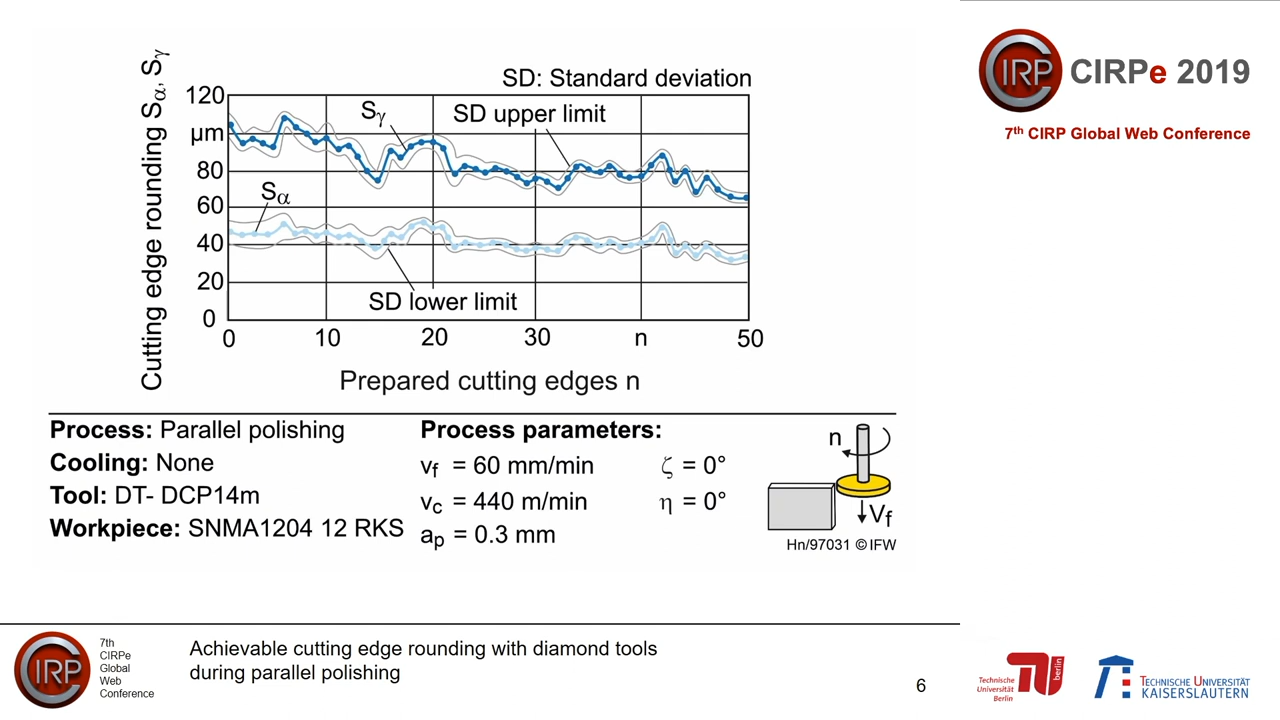 IRP CIRPe 2019
7th CIRP Global Web Conference
SD: Standard deviation
Cutting edge rounding Sα, Sγ
120
µm
80
60
40
20
0
Sγ
SD upper limit
Sα
SD lower limit
0 10 20 30 n 50
Prepared cutting edges n
Process: Parallel polishing
Cooling: None
Tool: DT- DCP14m
Workpiece: SNMA1204 12 RKS
Process parameters:
vf = 60 mm/min ζ = 0°
vc = 440 m/min η = 0°
ap = 0.3 mm
n
Vf
Hn/97031 © IFW
IRP
7th
CIRPe
Global
Web
Conference
Achievable cutting edge rounding with diamond tools
during parallel polishing
6
Technische
Universität
Berlin
berlin
TECHNISCHE UNIVERSITÄT
KAISERSLAUTERN